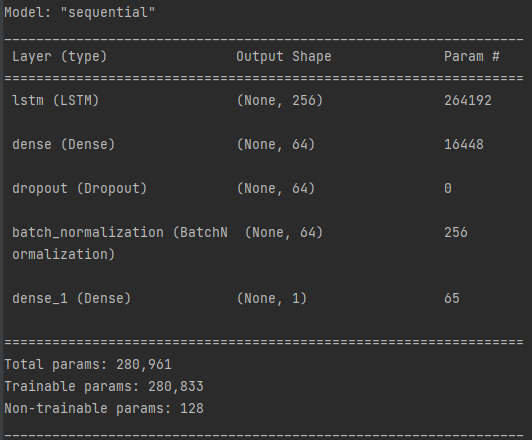 Model: "sequential"
_________________________________________________________________
Layer (type) Output Shape Param #
=================================================================
lstm (LSTM) (None, 256) 264192
dense (Dense) (None, 64) 16448
dropout (Dropout) (None, 64) 0
batch_normalization (BatchN (None, 64) 256
ormalization)
dense_1 (Dense) (None, 1) 65
=================================================================
Total params: 280,961
Trainable params: 280,833
Non-trainable params: 128
_________________________________________________________________